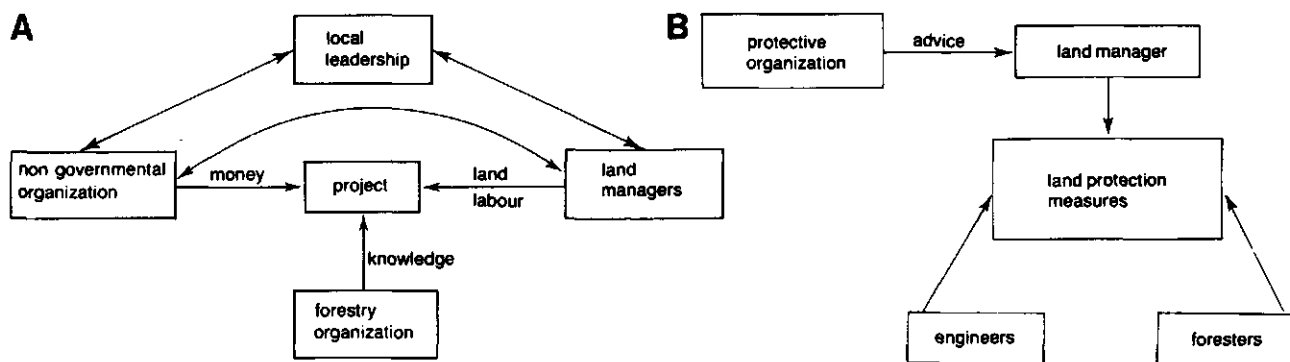 A
local
leadership
non governmental
organization
money
project
land
labour
land
managers
knowledge
forestry
organization
B
protective
organization
advice
land manager
land protection
measures
engineers
foresters